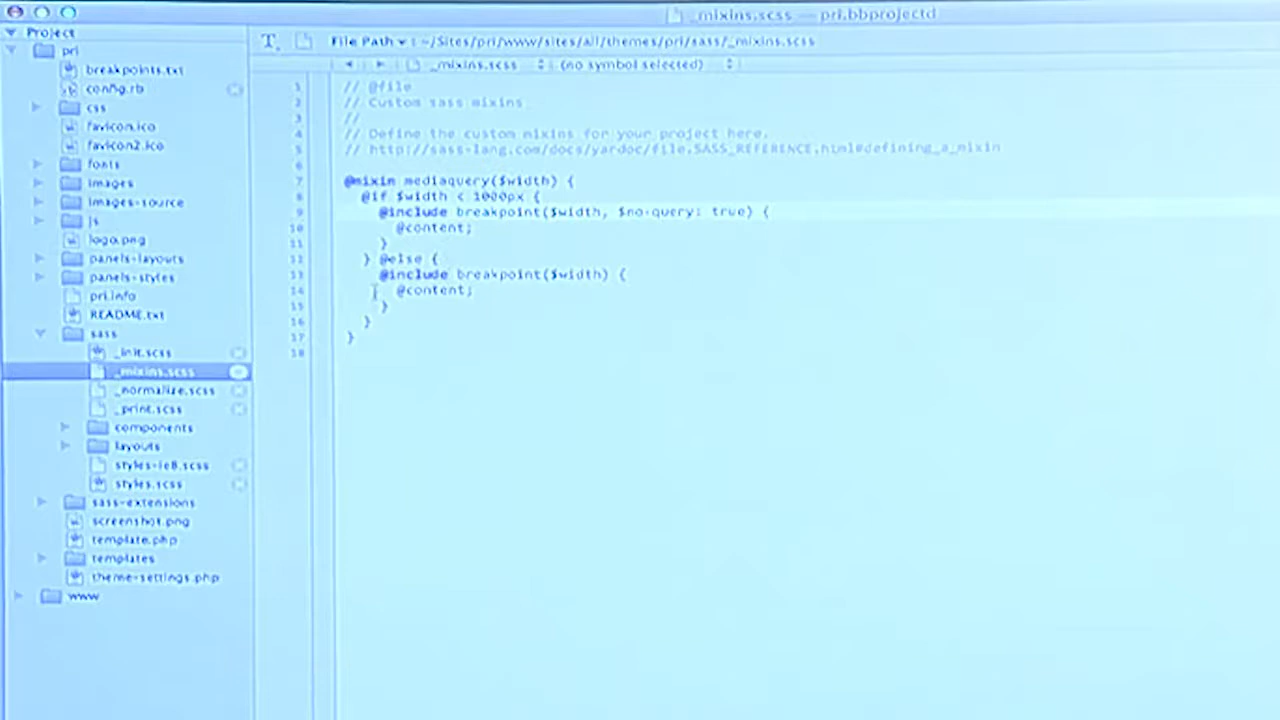 _mixins.scss — pri.bbprojectd
Project
pri
breakpoints.txt
config.rb
css
favicon.ico
favicon2.ico
fonts
images
images-source
js
logo.png
panels-layouts
panels-styles
pri.info
README.txt
sass
_init.scss
_mixins.scss
_normalize.scss
_print.scss
components
layouts
styles-ie8.scss
styles.scss
sass-extensions
screenshot.png
template.php
templates
theme-settings.php
www
File Path ▾ : ~/Sites/pri/www/sites/all/themes/pri/sass/_mixins.scss
_mixins.scss (no symbol selected)
1 // @file
2 // Custom sass mixins
3 //
4 // Define the custom mixins for your project here.
5 // http://sass-lang.com/docs/yardoc/file.SASS_REFERENCE.html#defining_a_mixin
6
7 @mixin mediaquery($width) {
8 @if $width < 1000px {
9 @include breakpoint($width, $no-query: true) {
10 @content;
11 }
12 } @else {
13 @include breakpoint($width) {
14 @content;
15 }
16 }
17 }
18